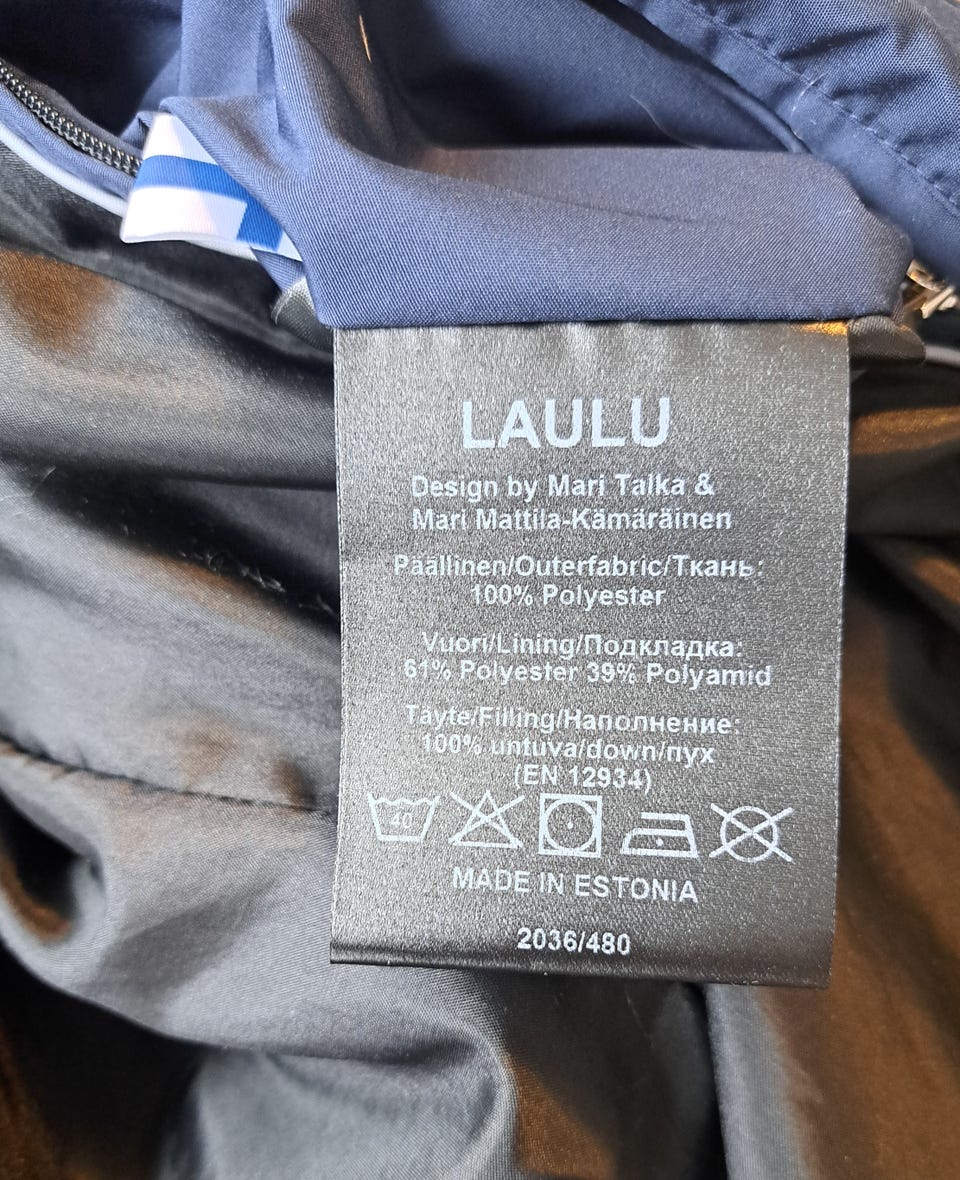 LAULU
Design by Mari Talka &
Mari Mattila-Kämäräinen
Päällinen/Outerfabric/Ткань:
100% Polyester
Vuori/Lining/Подкладка:
61% Polyester 39% Polyamid
Täyte/Filling/Наполнение:
100% untuva/down/пух
(EN 12934)
40
MADE IN ESTONIA
2036/480